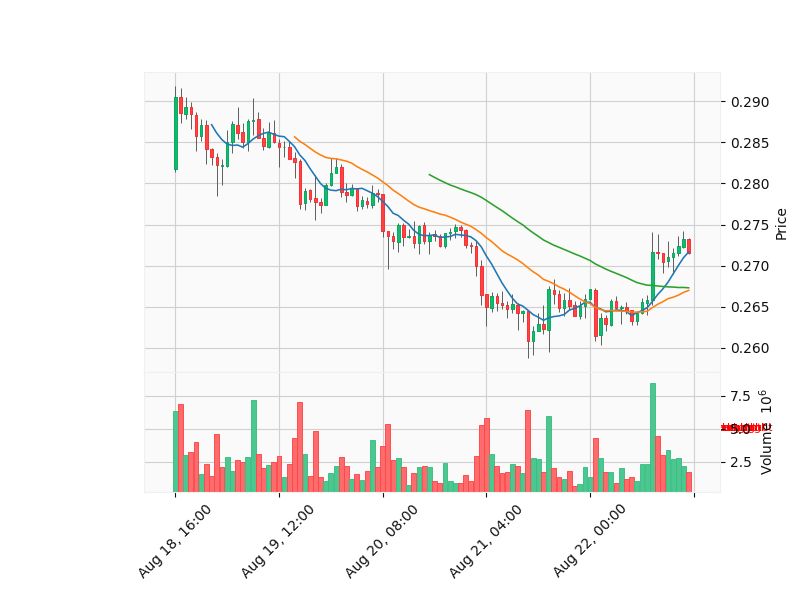 0.290
0.285
0.280
0.275
0.270
0.265
0.260
Price
7.5
5.0
2.5
Volume 10^6
Aug 18, 16:00
Aug 19, 12:00
Aug 20, 08:00
Aug 21, 04:00
Aug 22, 00:00